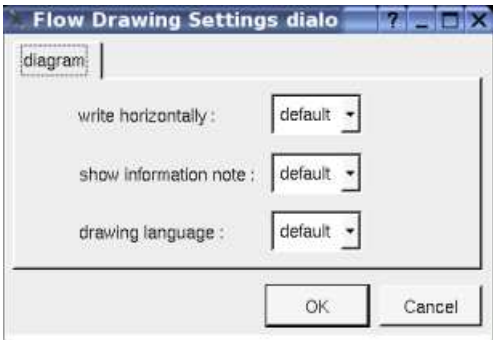 Flow Drawing Settings dialo
diagram
write horizontally : default
show information note : default
drawing language : default
OK Cancel